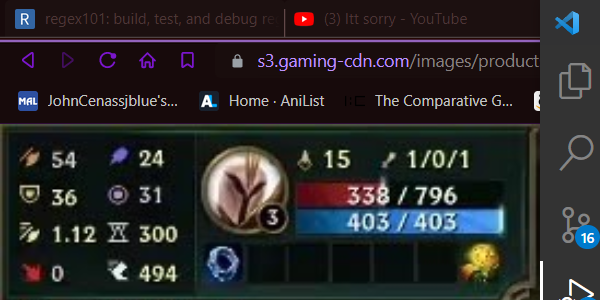 R regex101: build, test, and debug re
(3) Itt sorry - YouTube
s3.gaming-cdn.com/images/product
MAL JohnCenassjblue's...
A. Home · AniList
The Comparative G...
54 24
36 31
1.12 300
0 494
3
15 1/0/1
338 / 796
403 / 403
16